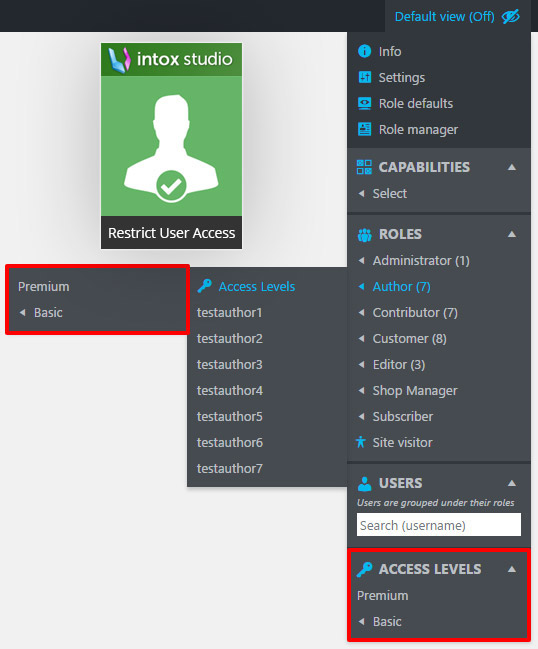 Default view (Off)
intox studio
Restrict User Access
Info
Settings
Role defaults
Role manager
CAPABILITIES
Select
ROLES
Administrator (1)
Author (7)
Contributor (7)
Customer (8)
Editor (3)
Shop Manager
Subscriber
Site visitor
Access Levels
testauthor1
testauthor2
testauthor3
testauthor4
testauthor5
testauthor6
testauthor7
Premium
Basic
USERS
Users are grouped under their roles
Search (username)
ACCESS LEVELS
Premium
Basic